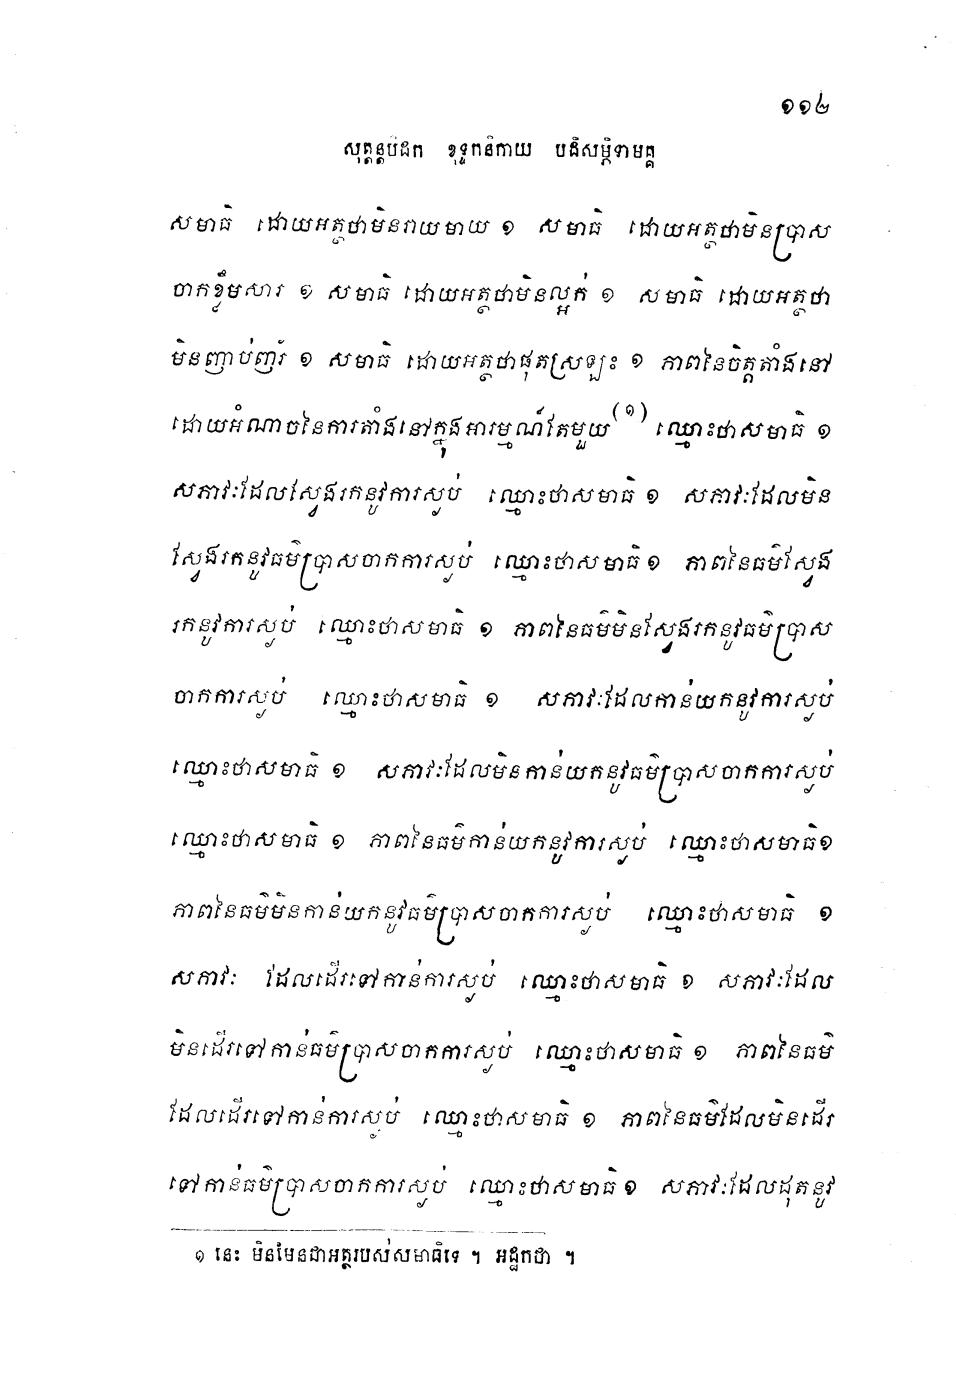 ១១៤
សុត្តន្តបិដក ខុទ្ទកនិកាយ បដិសម្ភិទាមគ្គ
សមាធិ ដោយអត្ថថាមិនរាយមាយ ១ សមាធិ ដោយអត្ថថាមិនប្រាស
ចាកខ្ទឹមសារ ១ សមាធិ ដោយអត្ថថាមិនល្អក់ ១ សមាធិ ដោយអត្ថថា
មិនញាប់ញ័រ ១ សមាធិ ដោយអត្ថថាផុតស្រឡះ ១ ភាពនៃចិត្តតាំងនៅ
ដោយអំណាចនៃការតាំងនៅក្នុងអារម្មណ៍តែមួយ(១) ឈ្មោះថាសមាធិ ១
សភាវៈដែលស្វែងរកនូវការស្ងប់ ឈ្មោះថាសមាធិ ១ សភាវៈដែលមិន
ស្វែងរកនូវធម៌ប្រាសចាកការស្ងប់ ឈ្មោះថាសមាធិ ១ ភាពនៃធម៌ស្វែង
រកនូវការស្ងប់ ឈ្មោះថាសមាធិ ១ ភាពនៃធម៌មិនស្វែងរកនូវធម៌ប្រាស
ចាកការស្ងប់ ឈ្មោះថាសមាធិ ១ សភាវៈដែលកាន់យកនូវការស្ងប់
ឈ្មោះថាសមាធិ ១ សភាវៈដែលមិនកាន់យកនូវធម៌ប្រាសចាកការស្ងប់
ឈ្មោះថាសមាធិ ១ ភាពនៃធម៌កាន់យកនូវការស្ងប់ ឈ្មោះថាសមាធិ១
ភាពនៃធម៌មិនកាន់យកនូវធម៌ប្រាសចាកការស្ងប់ ឈ្មោះថាសមាធិ ១
សភាវៈ ដែលដើរទៅកាន់ការស្ងប់ ឈ្មោះថាសមាធិ ១ សភាវៈដែល
មិនដើរទៅកាន់ធម៌ប្រាសចាកការស្ងប់ ឈ្មោះថាសមាធិ ១ ភាពនៃធម៌
ដែលដើរទៅកាន់ការស្ងប់ ឈ្មោះថាសមាធិ ១ ភាពនៃធម៌ដែលមិនដើរ
ទៅកាន់ធម៌ប្រាសចាកការស្ងប់ ឈ្មោះថាសមាធិ ១ សភាវៈដែលដុតនូវ
១ នេះ មិនមែនជាអត្ថរបស់សមាធិទេ ។ អដ្ឋកថា ។